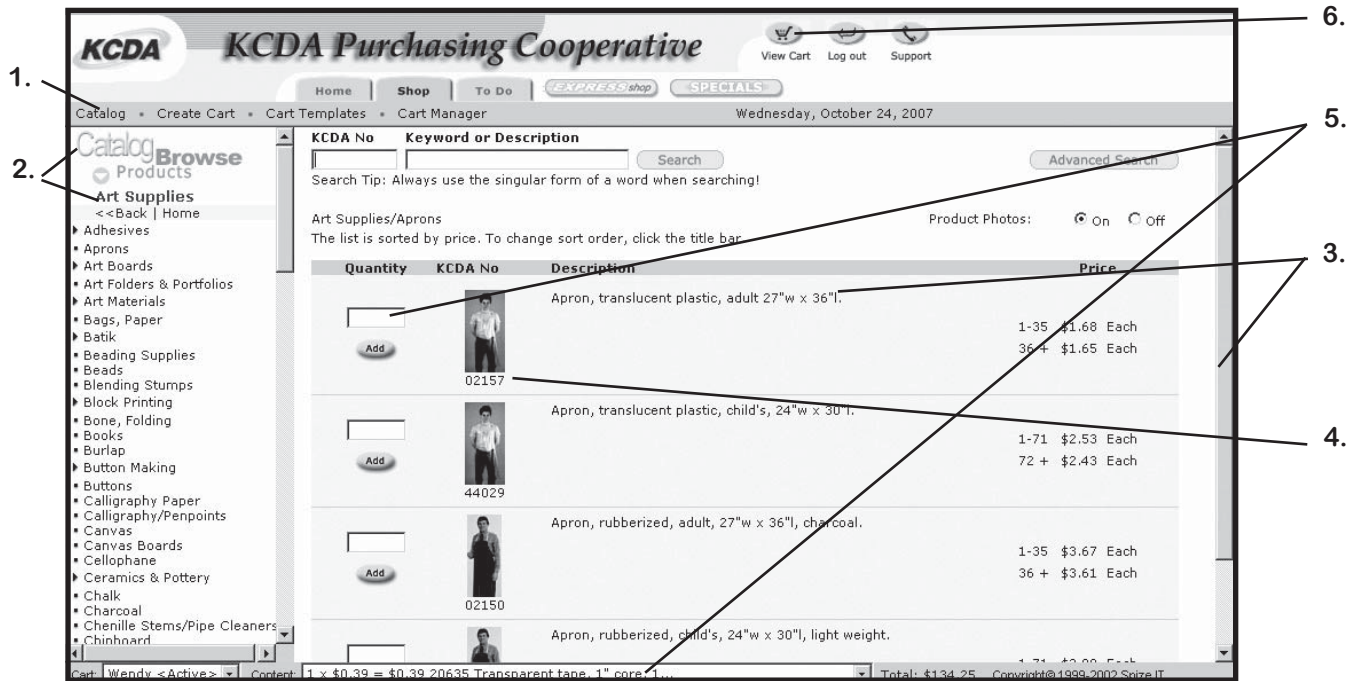 6.
KCDA
KCDA Purchasing Cooperative
View Cart Log out Support
1.
Home Shop To Do EXPRESS shop SPECIALS
Catalog • Create Cart • Cart Templates • Cart Manager Wednesday, October 24, 2007
5.
2.
Catalog Browse
Products
Art Supplies
<<Back | Home
Adhesives
Aprons
Art Boards
Art Folders & Portfolios
Art Materials
Bags, Paper
Batik
Beading Supplies
Beads
Blending Stumps
Block Printing
Bone, Folding
Books
Burlap
Button Making
Buttons
Calligraphy Paper
Calligraphy/Penpoints
Canvas
Canvas Boards
Cellophane
Ceramics & Pottery
Chalk
Charcoal
Chenille Stems/Pipe Cleaners
Chipboard
KCDA No Keyword or Description
Search Advanced Search
Search Tip: Always use the singular form of a word when searching!
Art Supplies/Aprons Product Photos: On Off
The list is sorted by price. To change sort order, click the title bar.
3.
Quantity KCDA No Description Price
Apron, translucent plastic, adult 27"w x 36"l.
1-35 $1.68 Each
Add 36 + $1.65 Each
02157
4.
Apron, translucent plastic, child's, 24"w x 30"l.
1-71 $2.53 Each
Add 72 + $2.43 Each
44029
Apron, rubberized, adult, 27"w x 36"l, charcoal.
1-35 $3.67 Each
Add 36 + $3.61 Each
02150
Apron, rubberized, child's, 24"w x 30"l, light weight.
Cart: Wendy <Active> Content: 1 x $0.39 = $0.39 20635 Transparent tape, 1" core, 1... Total: $134.25 Copyright© 1999-2002 Spize IT